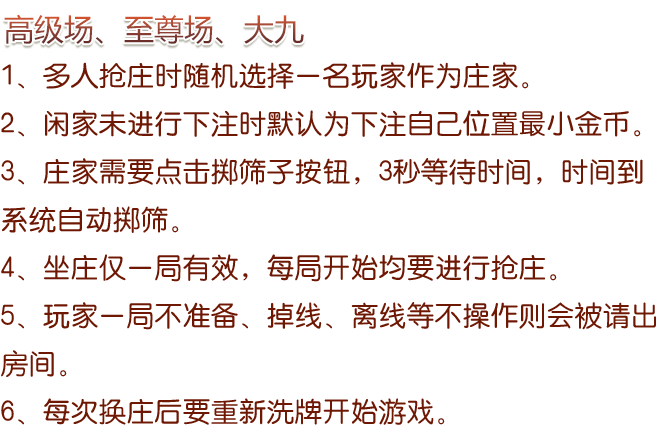 高级场、至尊场、大九
1、多人抢庄时随机选择一名玩家作为庄家。
2、闲家未进行下注时默认为下注自己位置最小金币。
3、庄家需要点击掷筛子按钮，3秒等待时间，时间到
系统自动掷筛。
4、坐庄仅一局有效，每局开始均要进行抢庄。
5、玩家一局不准备、掉线、离线等不操作则会被请出
房间。
6、每次换庄后要重新洗牌开始游戏。